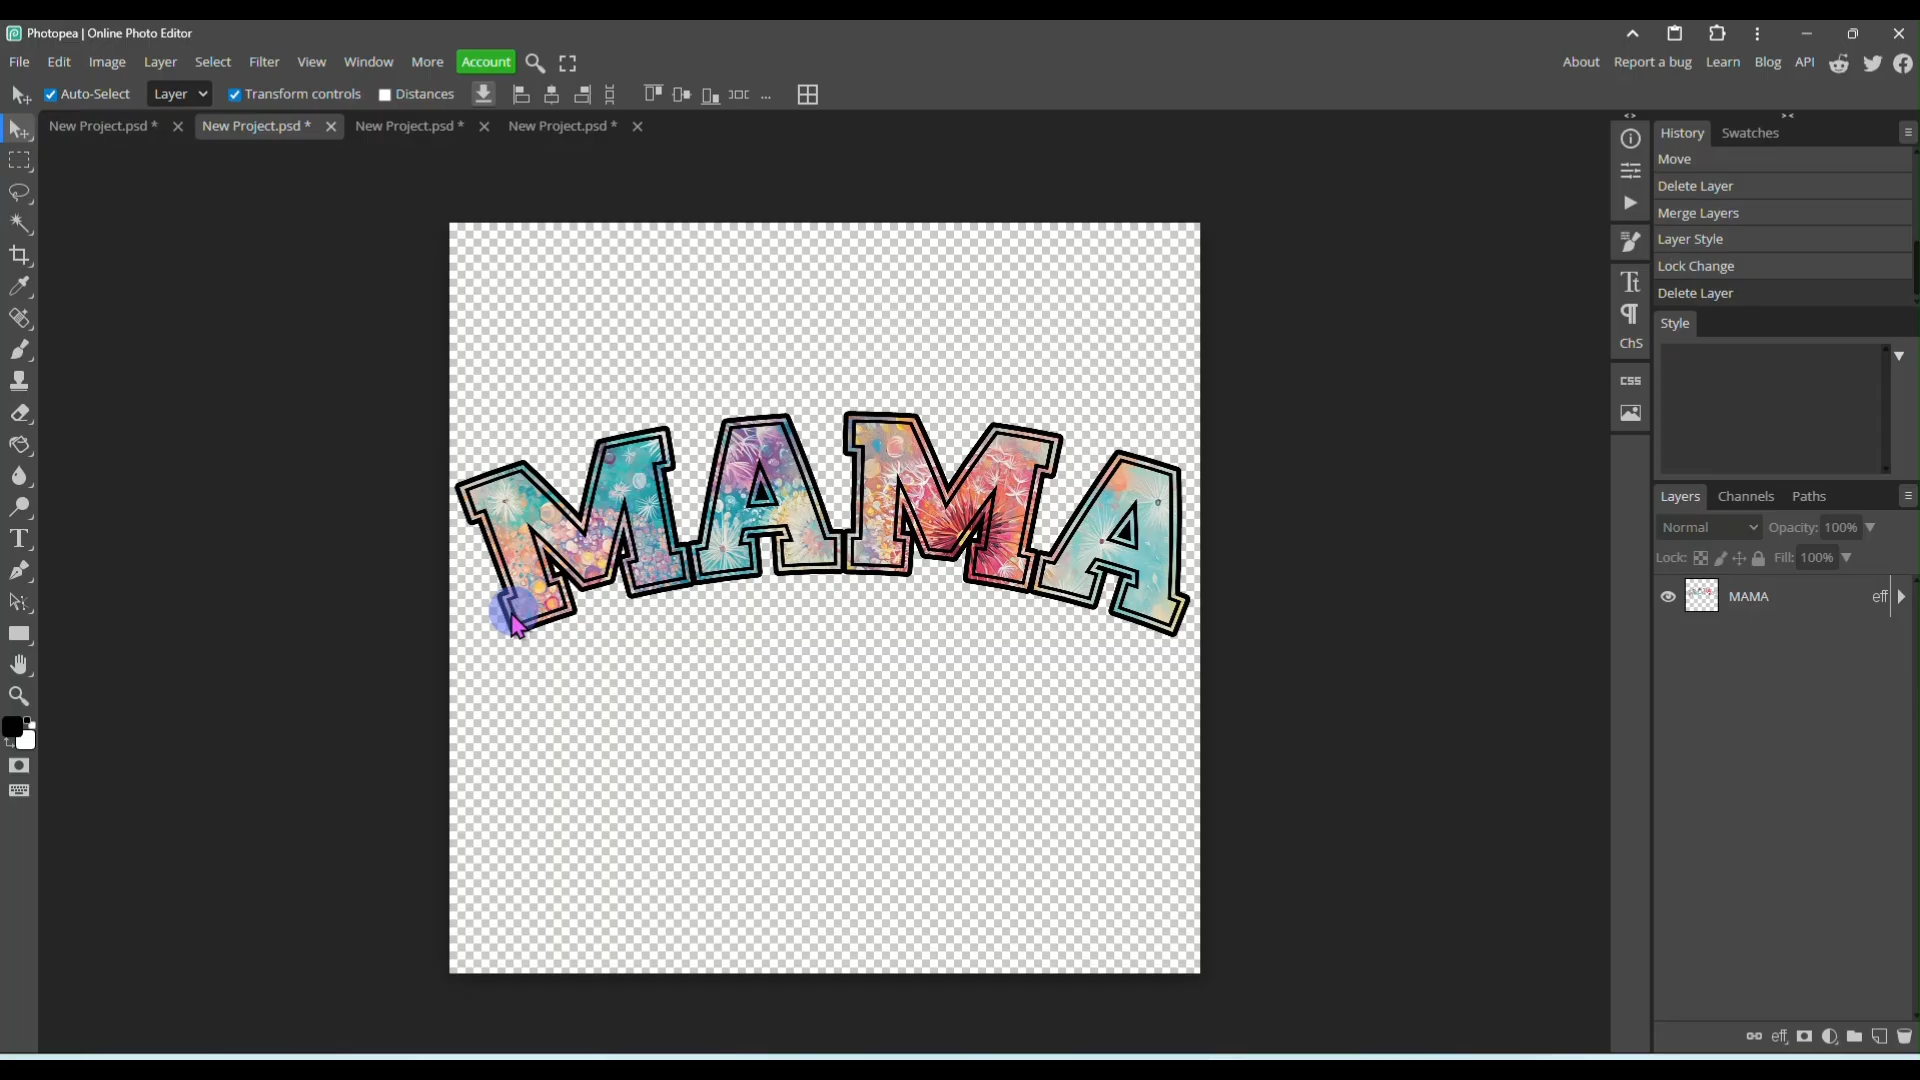 Photopea | Online Photo Editor
File Edit Image Layer Select Filter View Window More Account
About Report a bug Learn Blog API
Auto-Select Layer Transform controls Distances ...
New Project.psd * New Project.psd * New Project.psd * New Project.psd *
History Swatches
Move
Delete Layer
Merge Layers
Layer Style
Lock Change
Delete Layer
Style
ChS
CSS
Layers Channels Paths
Normal Opacity: 100%
Lock: Fill: 100%
MAMA eff
MAMA
eff